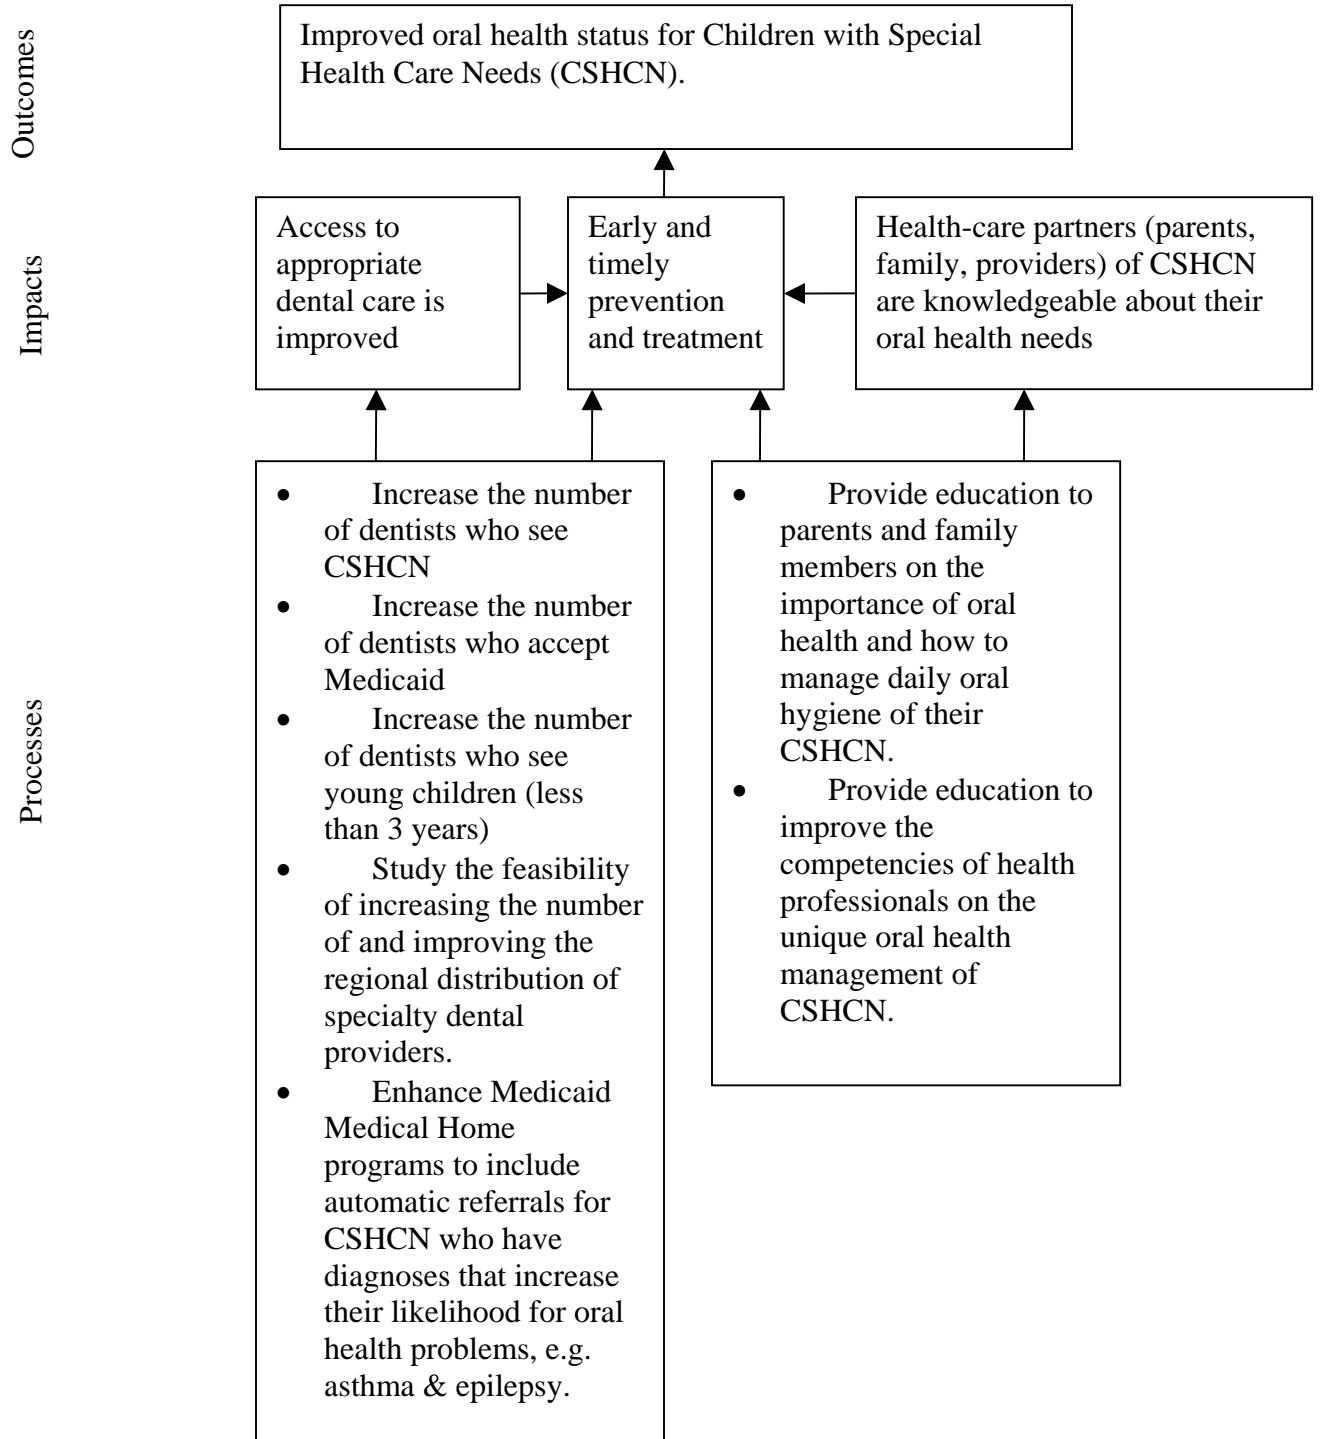 Outcomes
Improved oral health status for Children with Special
Health Care Needs (CSHCN).
Impacts
Access to
appropriate
dental care is
improved
Early and
timely
prevention
and treatment
Health-care partners (parents,
family, providers) of CSHCN
are knowledgeable about their
oral health needs
Processes
• Increase the number
of dentists who see
CSHCN
• Increase the number
of dentists who accept
Medicaid
• Increase the number
of dentists who see
young children (less
than 3 years)
• Study the feasibility
of increasing the number
of and improving the
regional distribution of
specialty dental
providers.
• Enhance Medicaid
Medical Home
programs to include
automatic referrals for
CSHCN who have
diagnoses that increase
their likelihood for oral
health problems, e.g.
asthma & epilepsy.
• Provide education to
parents and family
members on the
importance of oral
health and how to
manage daily oral
hygiene of their
CSHCN.
• Provide education to
improve the
competencies of health
professionals on the
unique oral health
management of
CSHCN.